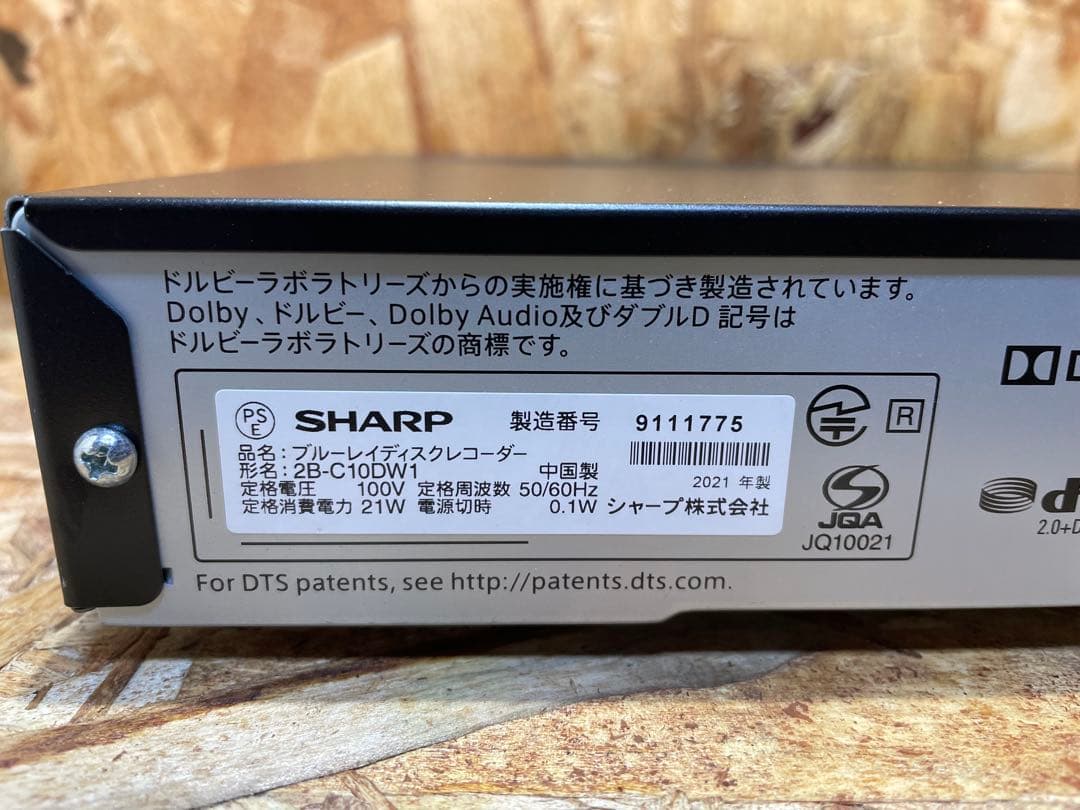 ドルビーラボラトリーズからの実施権に基づき製造されています。
Dolby、ドルビー、Dolby Audio及びダブルD 記号は
ドルビーラボラトリーズの商標です。
PS E SHARP 製造番号 9111775
品名：ブルーレイディスクレコーダー
形名：2B-C10DW1 中国製 2021 年製
定格電圧 100V 定格周波数 50/60Hz
定格消費電力 21W 電源切時 0.1W シャープ株式会社
R
JQA
JQ10021
2.0+D
For DTS patents, see http://patents.dts.com.